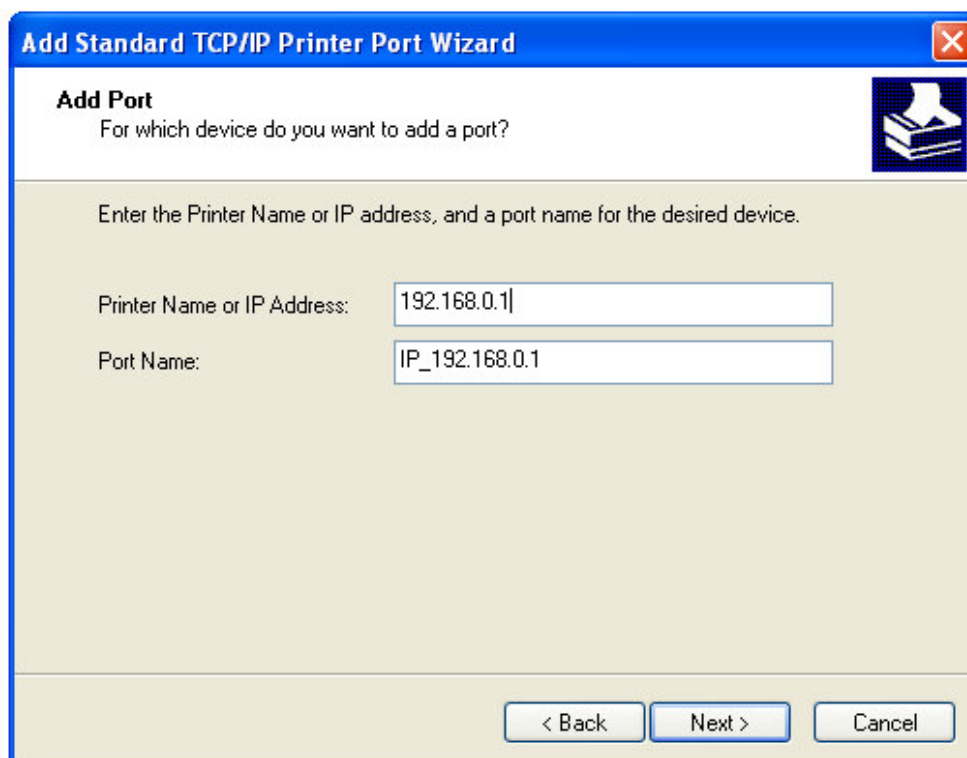 Add Standard TCP/IP Printer Port Wizard
Add Port
For which device do you want to add a port?
Enter the Printer Name or IP address, and a port name for the desired device.
Printer Name or IP Address: 192.168.0.1
Port Name: IP_192.168.0.1
< Back Next > Cancel